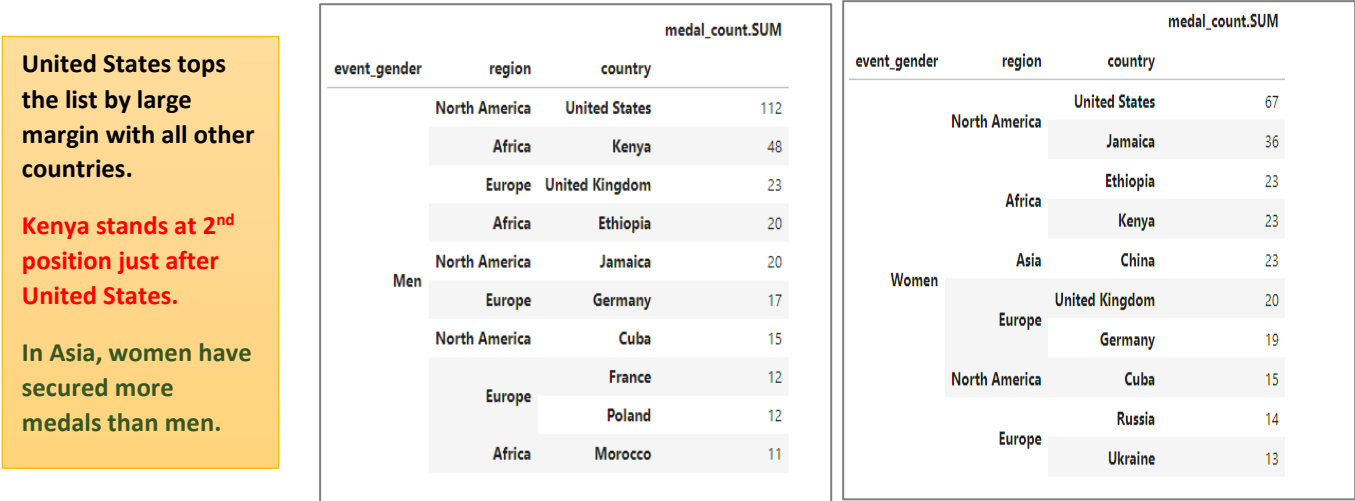 United States tops
the list by large
margin with all other
countries.
Kenya stands at 2nd
position just after
United States.
In Asia, women have
secured more
medals than men.
medal_count.SUM
event_gender region country
North America United States 112
Africa Kenya 48
Europe United Kingdom 23
Africa Ethiopia 20
North America Jamaica 20
Men
Europe Germany 17
North America Cuba 15
France 12
Europe
Poland 12
Africa Morocco 11
medal_count.SUM
event_gender region country
United States 67
North America
Jamaica 36
Ethiopia 23
Africa
Kenya 23
Asia China 23
Women
United Kingdom 20
Europe
Germany 19
North America Cuba 15
Russia 14
Europe
Ukraine 13